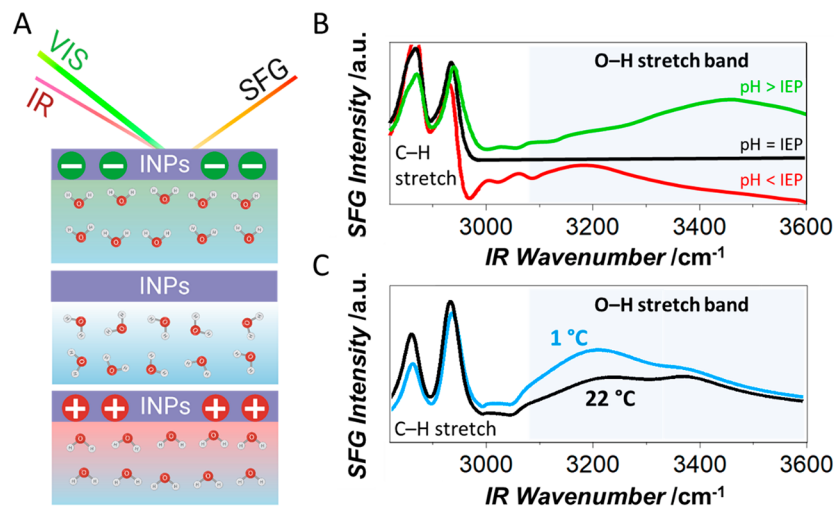 A
VIS
IR
SFG
INPs
H H H H H H H H H H
O O O O O
O O O O O
H H H H H H H H H H
INPs
O O O O O
O O O O O
INPs
O O O O O
H H H H H H H H H H
O O O O O
H H H H H H H H H H
B
SFG Intensity /a.u.
O–H stretch band
pH > IEP
C–H
stretch
pH = IEP
pH < IEP
3000 3200 3400 3600
IR Wavenumber /cm-1
C
SFG Intensity /a.u.
O–H stretch band
1 °C
22 °C
C–H stretch
3000 3200 3400 3600
IR Wavenumber /cm-1